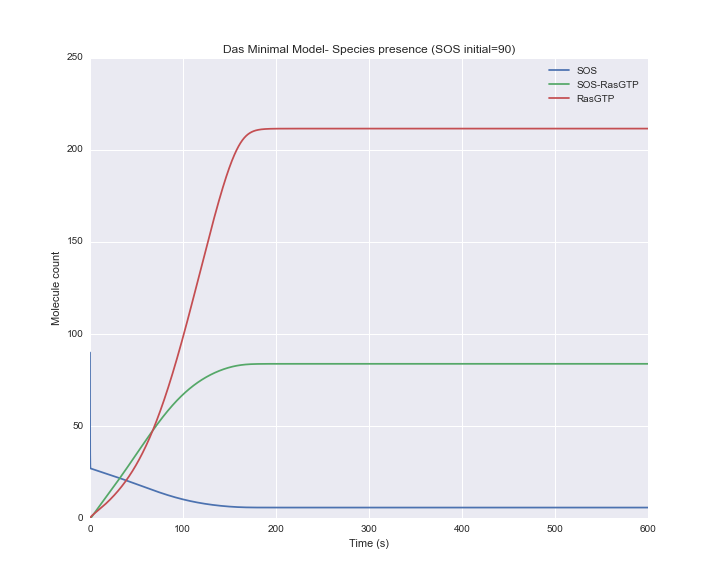 Das Minimal Model- Species presence (SOS initial=90)
250
200
150
100
50
0
Molecule count
SOS
SOS-RasGTP
RasGTP
0 100 200 300 400 500 600
Time (s)